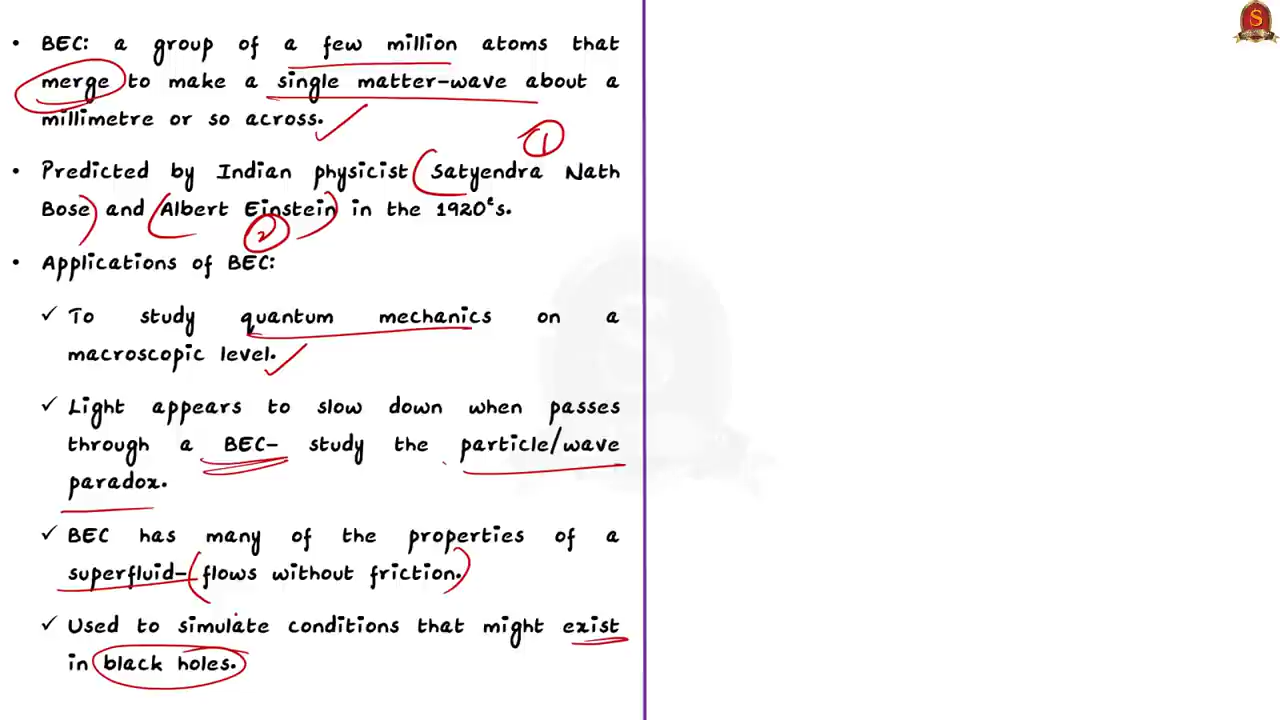 • BEC: a group of a few million atoms that
merge to make a single matter-wave about a
millimetre or so across.
1
• Predicted by Indian physicist Satyendra Nath
Bose and Albert Einstein in the 1920's.
2
• Applications of BEC:
✓ To study quantum mechanics on a
macroscopic level.
✓ Light appears to slow down when passes
through a BEC- study the particle/wave
paradox.
✓ BEC has many of the properties of a
superfluid- flows without friction.
✓ Used to simulate conditions that might exist
in black holes.
S